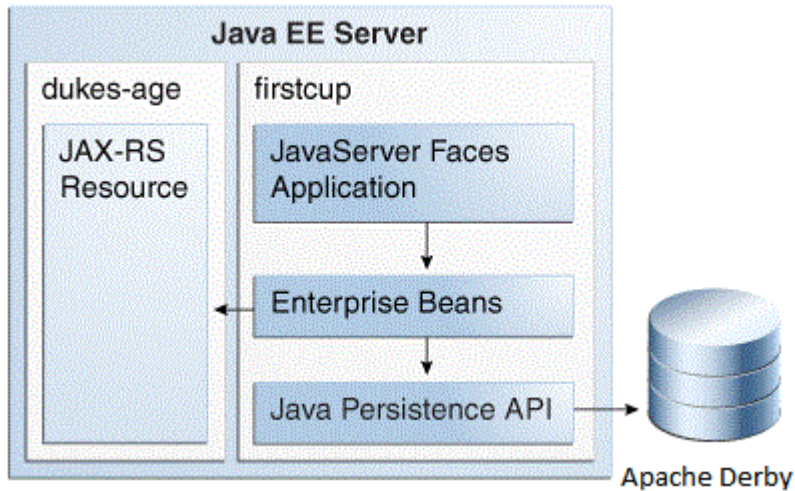 Java EE Server
dukes-age
JAX-RS
Resource
firstcup
JavaServer Faces
Application
Enterprise Beans
Java Persistence API
Apache Derby